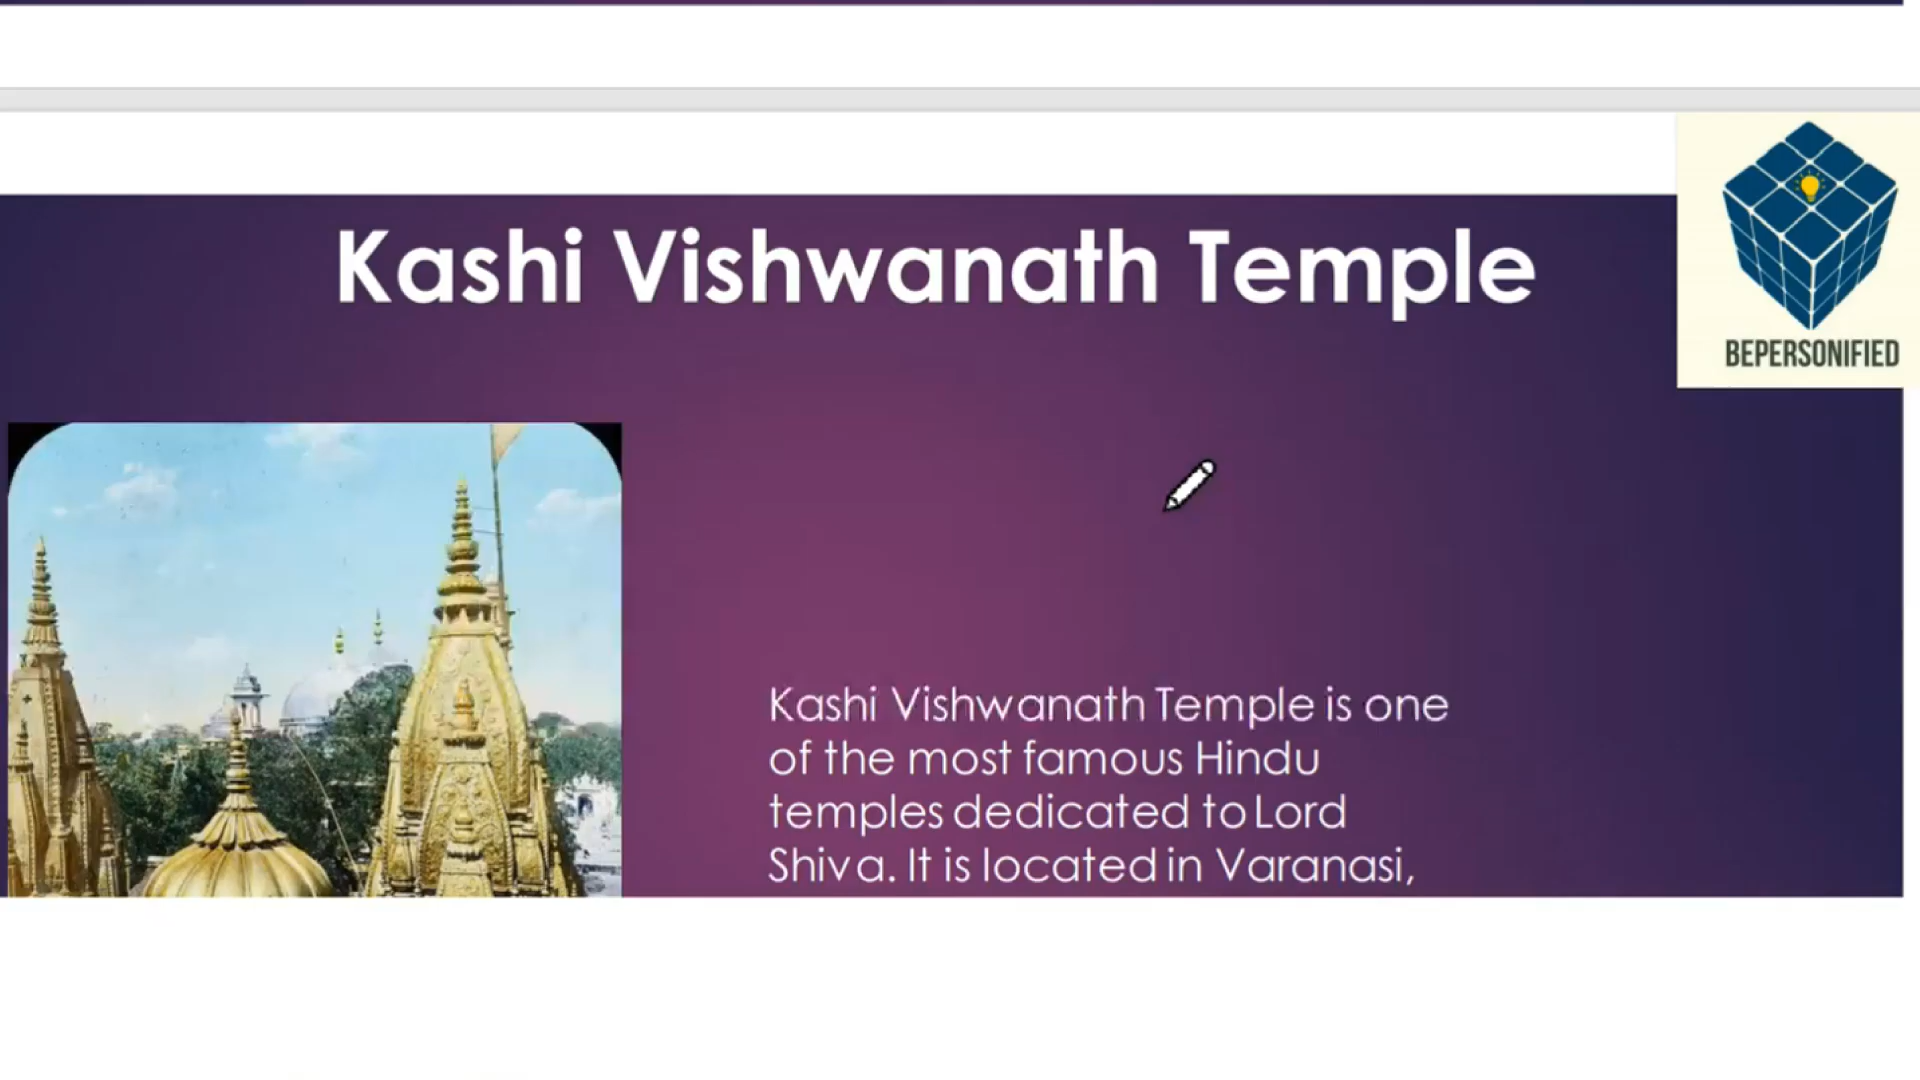 Kashi Vishwanath Temple
BEPERSONIFIED
Kashi Vishwanath Temple is one
of the most famous Hindu
temples dedicated to Lord
Shiva. It is located in Varanasi,